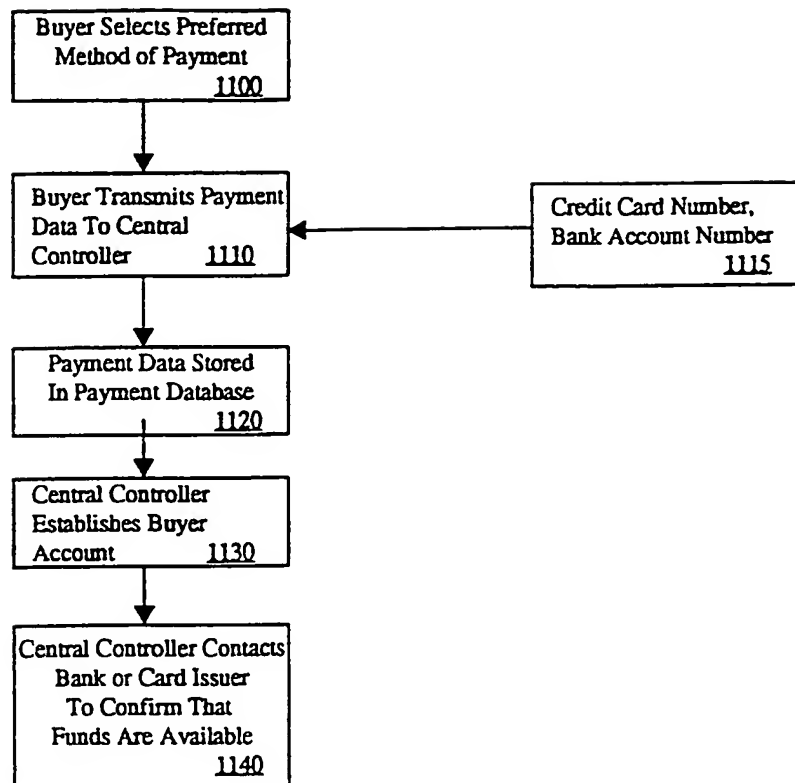 Buyer Selects Preferred
Method of Payment
1100
Buyer Transmits Payment
Data To Central
Controller 1110
Credit Card Number,
Bank Account Number
1115
Payment Data Stored
In Payment Database
1120
Central Controller
Establishes Buyer
Account 1130
Central Controller Contacts
Bank or Card Issuer
To Confirm That
Funds Are Available
1140